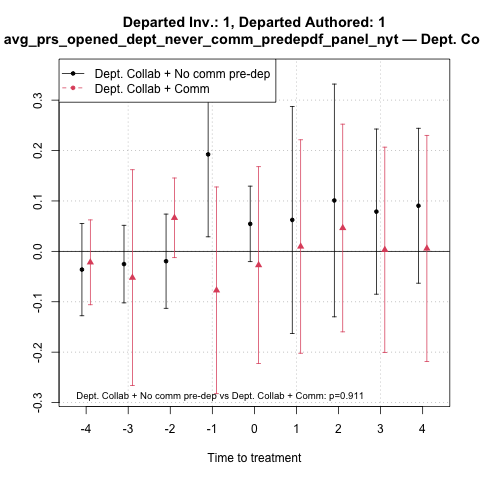 Departed Inv.: 1, Departed Authored: 1
avg_prs_opened_dept_never_comm_predepdf_panel_nyt — Dept. Co
Dept. Collab + No comm pre-dep
Dept. Collab + Comm
0.3
0.2
0.1
0.0
-0.1
-0.2
-0.3
Dept. Collab + No comm pre-dep vs Dept. Collab + Comm: p=0.911
-4 -3 -2 -1 0 1 2 3 4
Time to treatment